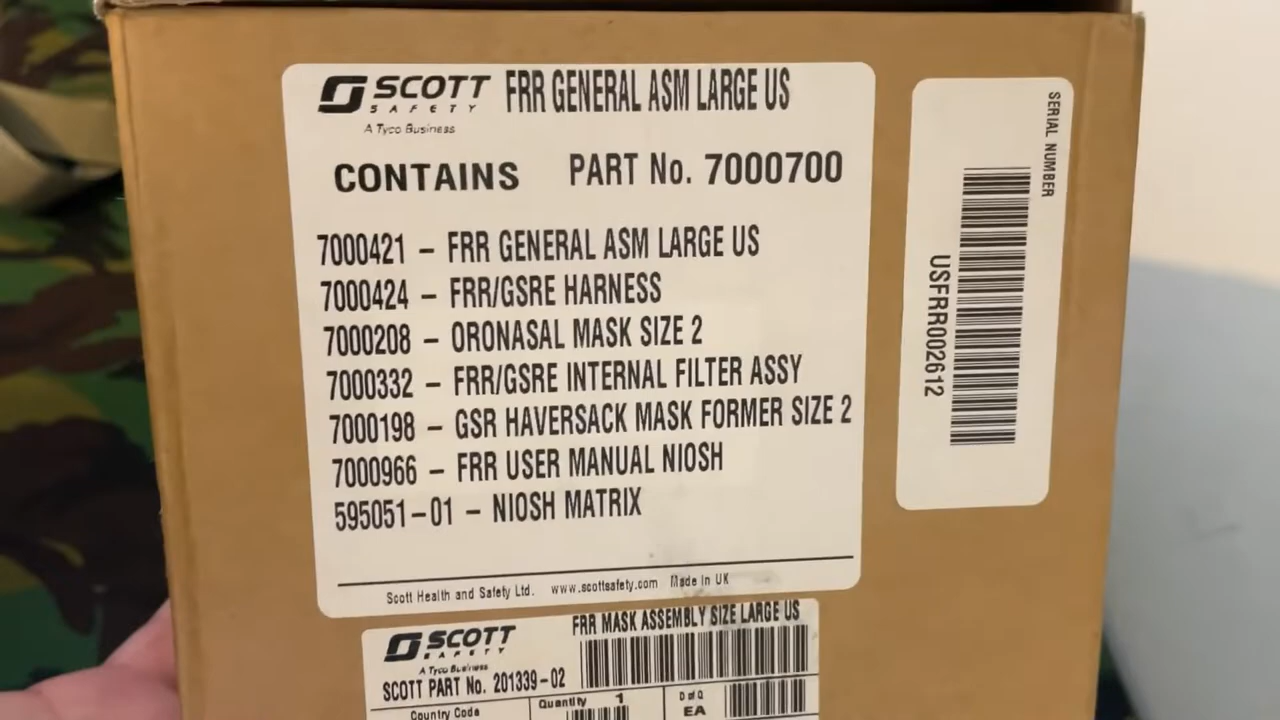 SCOTT FRR GENERAL ASM LARGE US
SAFETY
A Tyco Business
CONTAINS PART No. 7000700
7000421 – FRR GENERAL ASM LARGE US
7000424 – FRR/GSRE HARNESS
7000208 – ORONASAL MASK SIZE 2
7000332 – FRR/GSRE INTERNAL FILTER ASSY
7000198 – GSR HAVERSACK MASK FORMER SIZE 2
7000966 – FRR USER MANUAL NIOSH
595051–01 – NIOSH MATRIX
Scott Health and Safety Ltd. www.scottsafety.com Made in UK
SERIAL NUMBER
USFRR002612
SCOTT FRR MASK ASSEMBLY SIZE LARGE US
SAFETY
A Tyco Business
SCOTT PART No. 201339–02
Country Code Quantity 1 D of Q
EA